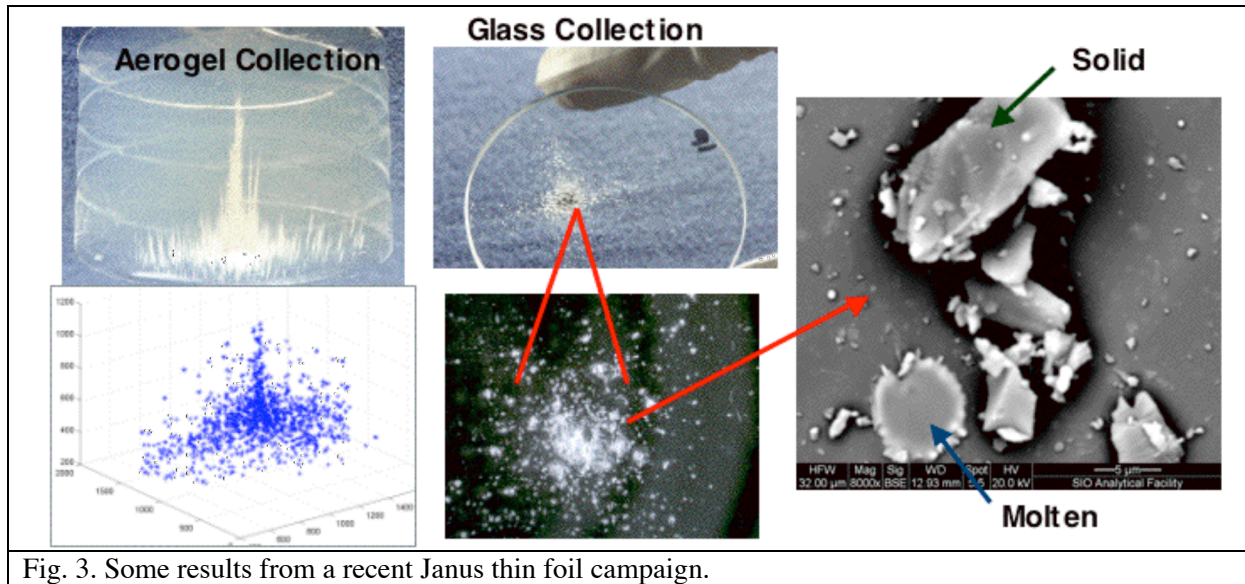 Aerogel Collection
Glass Collection
Solid
1200
1000
800
600
400
200
2000
1500
1000
1400
1200
1000
800
600
HFW Mag Sig WD Spot HV
32.00 µm 8000x BSE 12.93 mm 5.5 20.0 kV
5 µm
SIO Analytical Facility
Molten
Fig. 3. Some results from a recent Janus thin foil campaign.